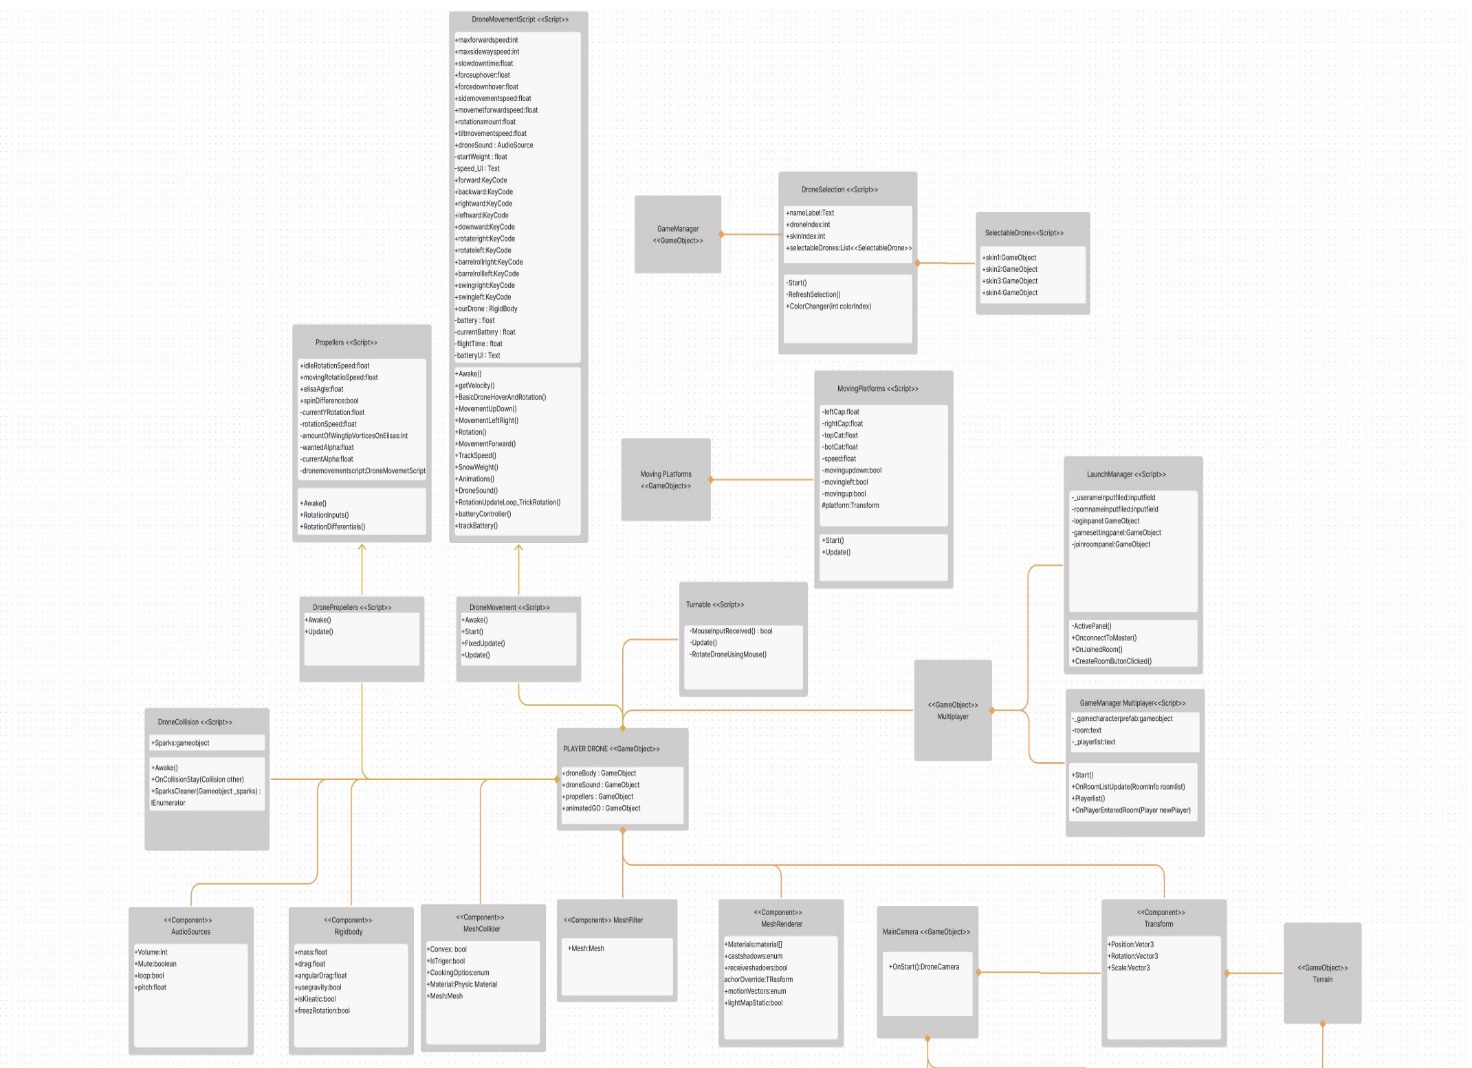 DroneMovementScript <<Script>>
+maxforwardspeed:int
+maxsidewayspeed:int
+slowdowntime:float
+forceuphover:float
+forcedownhover:float
+sidemovementspeed:float
+movemetforwardspeed:float
+rotationamount:float
+tiltmovementspeed:float
+droneSound : AudioSource
-startWeight : float
-speed_UI : Text
+forward:KeyCode
+backward:KeyCode
+rightward:KeyCode
+leftward:KeyCode
+downward:KeyCode
+rotateright:KeyCode
+rotateleft:KeyCode
+barrelrollright:KeyCode
+barrelrollleft:KeyCode
+swingright:KeyCode
+swingleft:KeyCode
+ourDrone : RigidBody
-battery : float
-currentBattery : float
-flightTime : float
-batteryUI : Text
+Awake()
+getVelocity()
+BasicDroneHoverAndRotation()
+MovementUpDown()
+MovementLeftRight()
+Rotation()
+MovementForward()
+TrackSpeed()
+SnowWeight()
+Animations()
+DroneSound()
+RotationUpdateLoop_TrickRotation()
+batteryController()
+trackBattery()
GameManager
<<GameObject>>
DroneSelection <<Script>>
+nameLabel:Text
+droneIndex:int
+skinIndex:int
+selectableDrones:List<<SelectableDrone>>
-Start()
-RefreshSelection()
+ColorChanger(int colorIndex)
SelectableDrone<<Script>>
+skin1:GameObject
+skin2:GameObject
+skin3:GameObject
+skin4:GameObject
Propellers <<Script>>
+idleRotationSpeed:float
+movingRotatioSpeed:float
+elisaAgle:float
+spinDifference:bool
-currentYRotation:float
-rotationSpeed:float
-amountOfWingtipVorticesOnElisas:int
-wantedAlpha:float
-currentAlpha:float
-dronemovementscript:DroneMovemetScript
+Awake()
+RotationInputs()
+RotationDifferentials()
Moving PLatforms
<<GameObject>>
MovingPlatforms <<Script>>
-leftCap:float
-rightCap:float
-topCat:float
-botCat:float
-speed:float
-movingupdown:bool
-movingleft:bool
-movingup:bool
#platform:Transform
+Start()
+Update()
LaunchManager <<Script>>
-_userameinputfiled:inputfield
-roomnameinputfiled:inputfield
-loginpanel:GameObject
-gamesettingpanel:GameObject
-joinroompanel:GameObject
-ActivePanel()
+OnconnectToMaster()
+OnJoinedRoom()
+CreateRoomButonClicked()
DronePropellers <<Script>>
+Awake()
+Update()
DroneMovement <<Script>>
+Awake()
+Start()
+FixedUpdate()
+Update()
Turnable <<Script>>
-MouseInputReceived() : bool
-Update()
-RotateDroneUsingMouse()
<<GameObject>>
Multiplayer
GameManager Multiplayer<<Script>>
-_gamecharacterprefab:gameobject
-room:text
-_playerlist:text
+Start()
+OnRoomListUpdate(RoomInfo roomlist)
+Playerlist()
+OnPlayerEnteredRoom(Player newPlayer)
DroneCollision <<Script>>
+Sparks:gameobject
+Awake()
+OnCollisionStay(Collision other)
+SparksCleaner(Gameobject _sparks) :
IEnumerator
PLAYER DRONE <<GameObject>>
+droneBody : GameObject
+droneSound : GameObject
+propellers : GameObject
+animatedGO : GameObject
<<Component>>
AudioSources
+Volume:int
+Mute:boolean
+loop:bool
+pitch:float
<<Component>>
Rigidbody
+mass:float
+drag:float
+angularDrag:float
+usegravity:bool
+isKieatic:bool
+freezRotation:bool
<<Component>>
MeshCollider
+Convex: bool
+IsTriger:bool
+CookingOptios:enum
+Material:Physic Material
+Mesh:Mesh
<<Component>> MeshFilter
+Mesh:Mesh
<<Component>>
MeshRenderer
+Materials:material[]
+castshadows:enum
+receiveshadows:bool
achorOverride:TRasform
+motionVectors:enum
+lightMapStatic:bool
MainCamera <<GameObject>>
+OnStart():DroneCamera
<<Component>>
Transform
+Position:Vetor3
+Rotation:Vector3
+Scale:Vector3
<<GameObject>>
Terrain